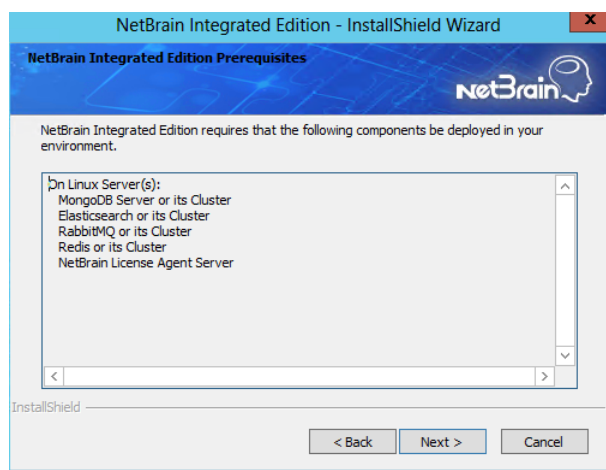 NetBrain Integrated Edition - InstallShield Wizard
x
NetBrain Integrated Edition Prerequisites
NetBrain
NetBrain Integrated Edition requires that the following components be deployed in your
environment.
On Linux Server(s):
MongoDB Server or its Cluster
Elasticsearch or its Cluster
RabbitMQ or its Cluster
Redis or its Cluster
NetBrain License Agent Server
InstallShield
< Back
Next >
Cancel